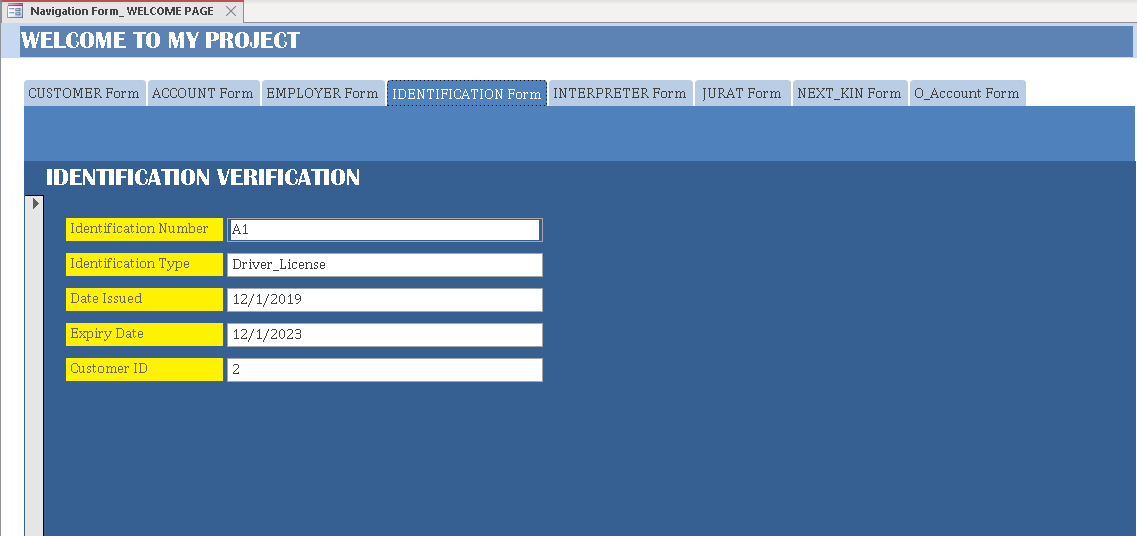 Navigation Form_ WELCOME PAGE
WELCOME TO MY PROJECT
CUSTOMER Form ACCOUNT Form EMPLOYER Form IDENTIFICATION Form INTERPRETER Form JURAT Form NEXT_KIN Form O_Account Form
IDENTIFICATION VERIFICATION
Identification Number A1
Identification Type Driver_License
Date Issued 12/1/2019
Expiry Date 12/1/2023
Customer ID 2